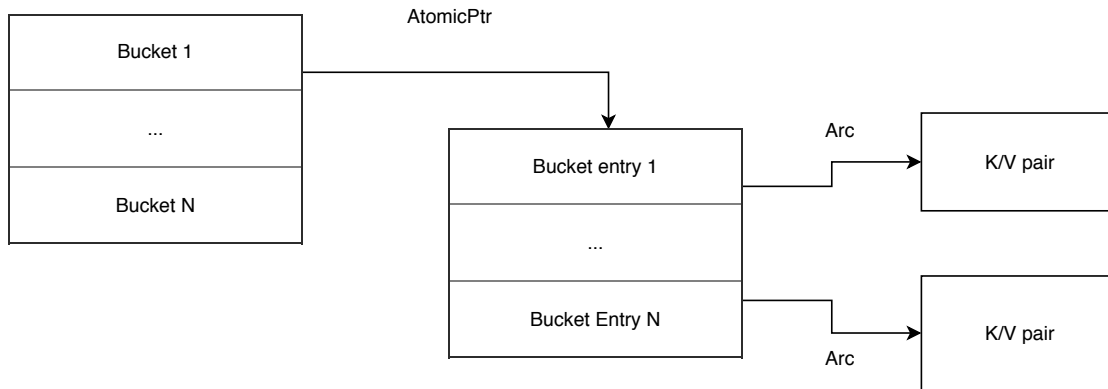 AtomicPtr
Bucket 1
...
Bucket N
Bucket entry 1
...
Bucket Entry N
Arc
K/V pair
Arc
K/V pair